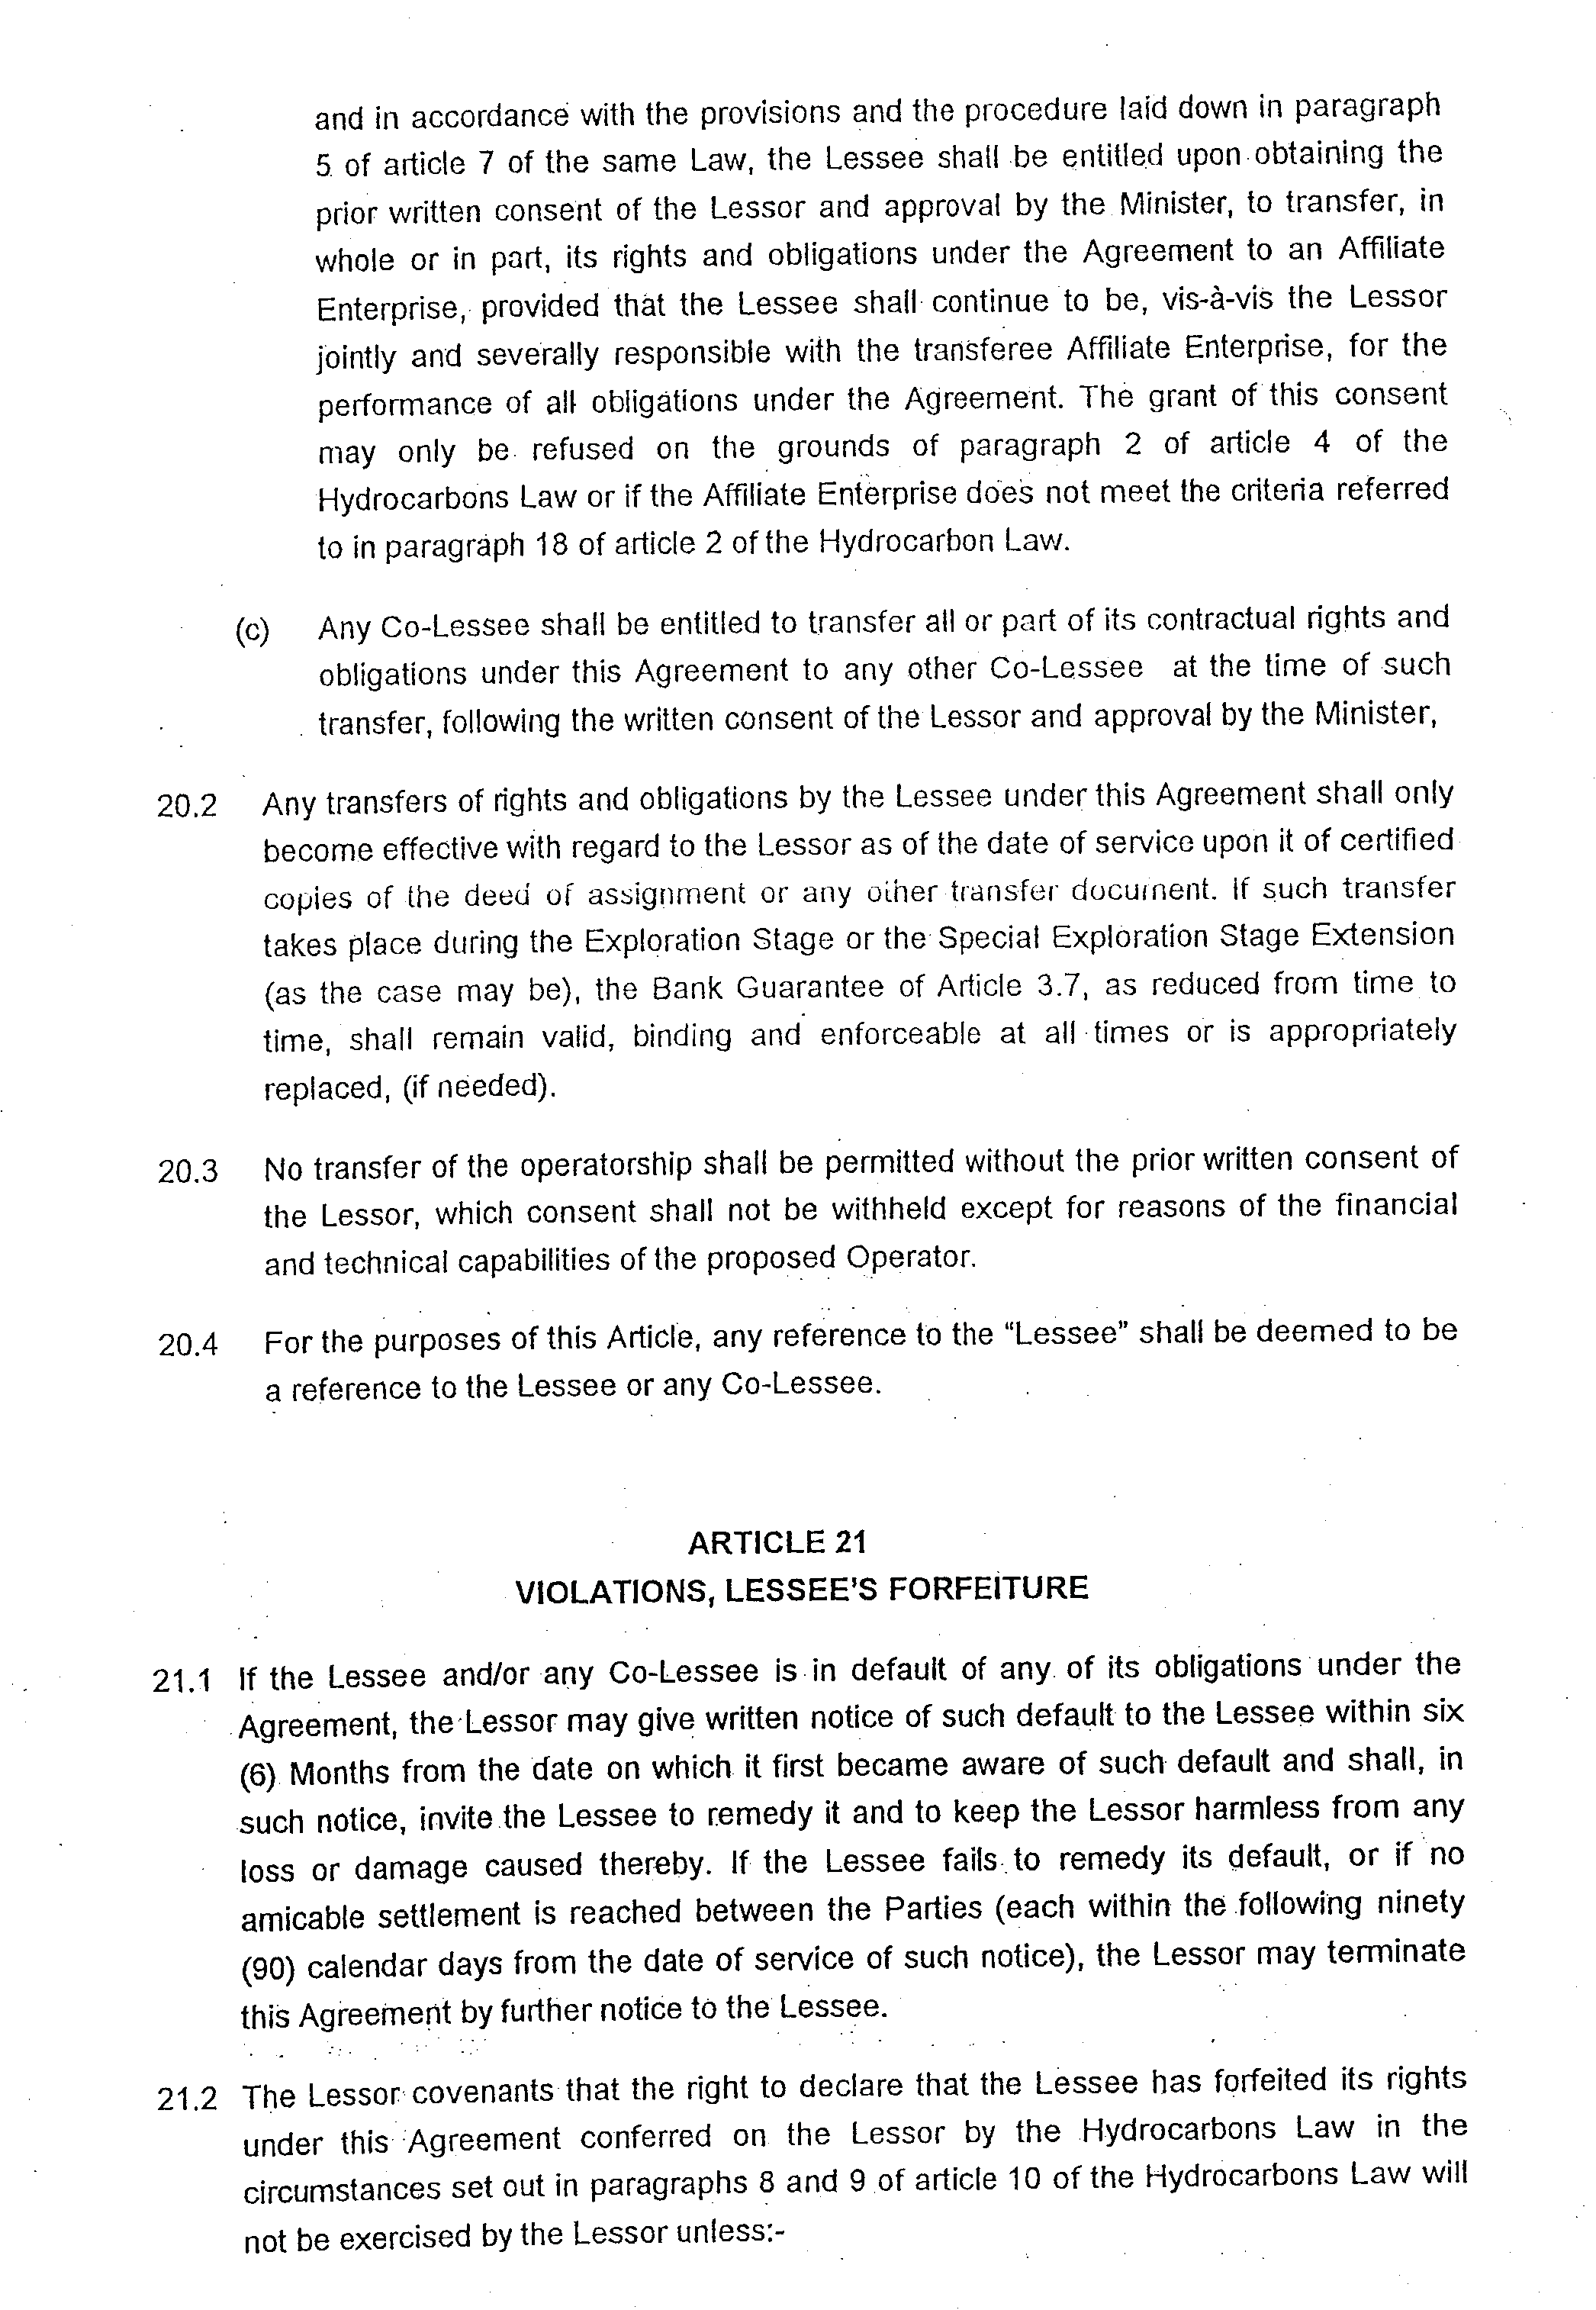 and in accordance with the provisions and the procedure laid down in paragraph
5 of article 7 of the same Law, the Lessee shall be entitled upon obtaining the
prior written consent of the Lessor and approval by the Minister, to transfer, in
whole or in part, its rights and obligations under the Agreement to an Affiliate
Enterprise, provided that the Lessee shall continue to be, vis-à-vis the Lessor
jointly and severally responsible with the transferee Affiliate Enterprise, for the
performance of all obligations under the Agreement. The grant of this consent
may only be refused on the grounds of paragraph 2 of article 4 of the
Hydrocarbons Law or if the Affiliate Enterprise does not meet the criteria referred
to in paragraph 18 of article 2 of the Hydrocarbon Law.
(c) Any Co-Lessee shall be entitled to transfer all or part of its contractual rights and
obligations under this Agreement to any other Co-Lessee at the time of such
transfer, following the written consent of the Lessor and approval by the Minister,
20.2 Any transfers of rights and obligations by the Lessee under this Agreement shall only
become effective with regard to the Lessor as of the date of service upon it of certified
copies of the deed of assignment or any other transfer document. If such transfer
takes place during the Exploration Stage or the Special Exploration Stage Extension
(as the case may be), the Bank Guarantee of Article 3.7, as reduced from time to
time, shall remain valid, binding and enforceable at all times or is appropriately
replaced, (if needed).
20.3 No transfer of the operatorship shall be permitted without the prior written consent of
the Lessor, which consent shall not be withheld except for reasons of the financial
and technical capabilities of the proposed Operator.
20.4 For the purposes of this Article, any reference to the “Lessee” shall be deemed to be
a reference to the Lessee or any Co-Lessee.
ARTICLE 21
VIOLATIONS, LESSEE'S FORFEITURE
21.1 If the Lessee and/or any Co-Lessee is in default of any of its obligations under the
Agreement, the Lessor may give written notice of such default to the Lessee within six
(6) Months from the date on which it first became aware of such default and shall, in
such notice, invite the Lessee to remedy it and to keep the Lessor harmless from any
loss or damage caused thereby. If the Lessee fails to remedy its default, or if no
amicable settlement is reached between the Parties (each within the following ninety
(90) calendar days from the date of service of such notice), the Lessor may terminate
this Agreement by further notice to the Lessee.
21.2 The Lessor covenants that the right to declare that the Lessee has forfeited its rights
under this Agreement conferred on the Lessor by the Hydrocarbons Law in the
circumstances set out in paragraphs 8 and 9 of article 10 of the Hydrocarbons Law will
not be exercised by the Lessor unless:-